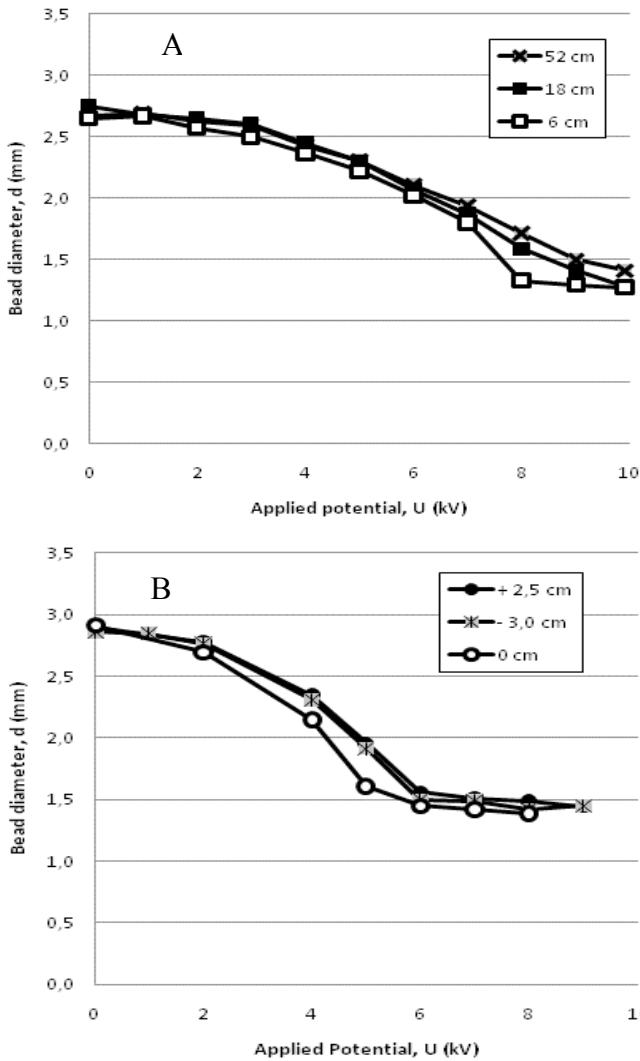 A
3,5
3,0
2,5
2,0
1,5
1,0
0,5
0,0
Bead diameter, d (mm)
52 cm
18 cm
6 cm
0 2 4 6 8 10
Applied potential, U (kV)
B
3,5
3,0
2,5
2,0
1,5
1,0
0,5
0,0
Bead diameter, d (mm)
+ 2,5 cm
- 3,0 cm
0 cm
0 2 4 6 8 1
Applied Potential, U (kV)